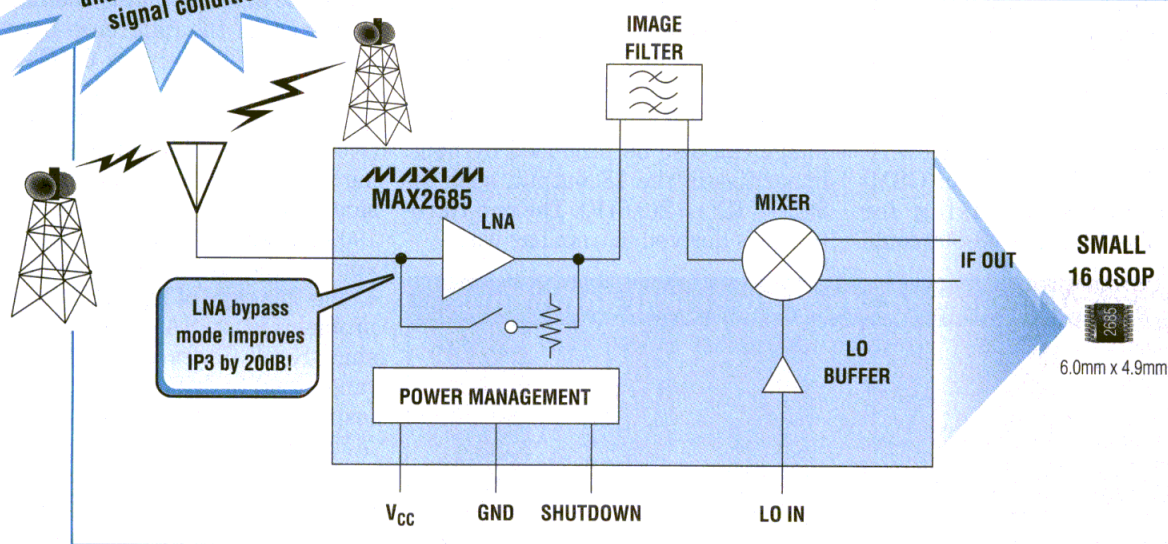 signal
IMAGE
FILTER
MAXIM
MAX2685
LNA
MIXER
IF OUT
SMALL
16 QSOP
2685
6.0mm x 4.9mm
LNA bypass
mode improves
IP3 by 20dB!
LO
BUFFER
POWER MANAGEMENT
VCC
GND
SHUTDOWN
LO IN